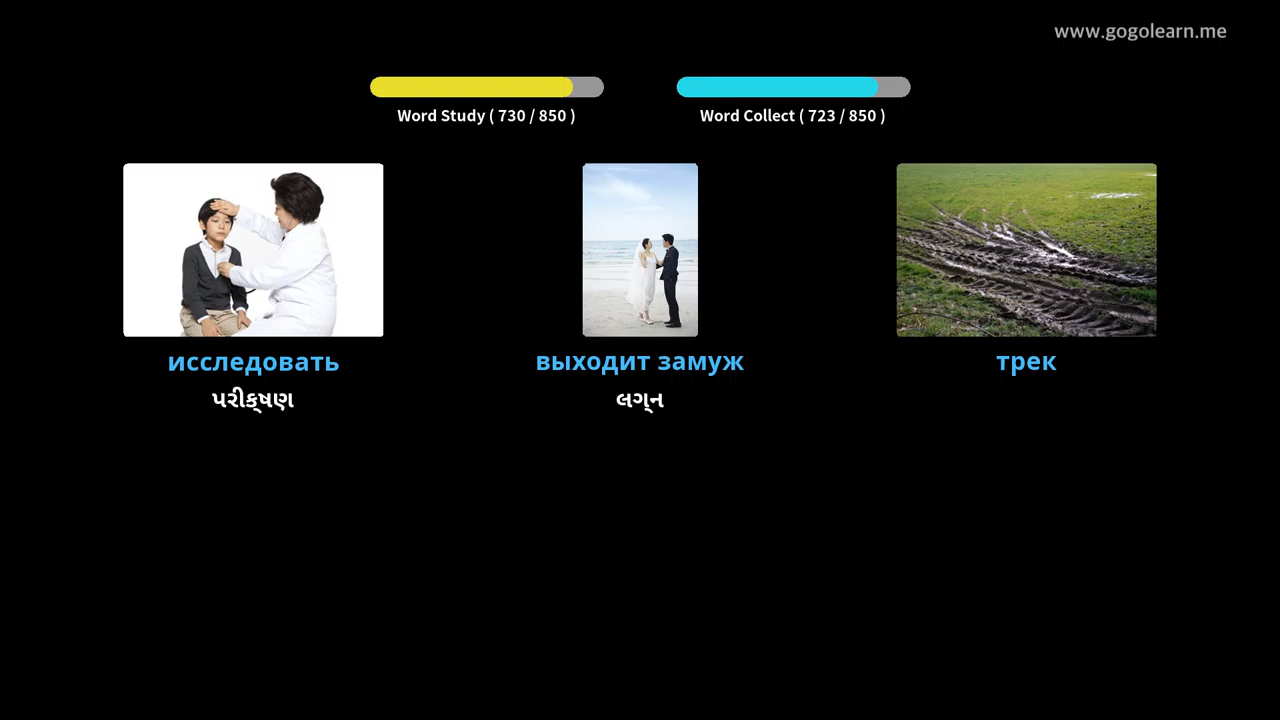 www.gogolearn.me
Word Study ( 730 / 850 )
Word Collect ( 723 / 850 )
исследовать
выходит замуж
трек
પરીક્ષણ
લગ્ન